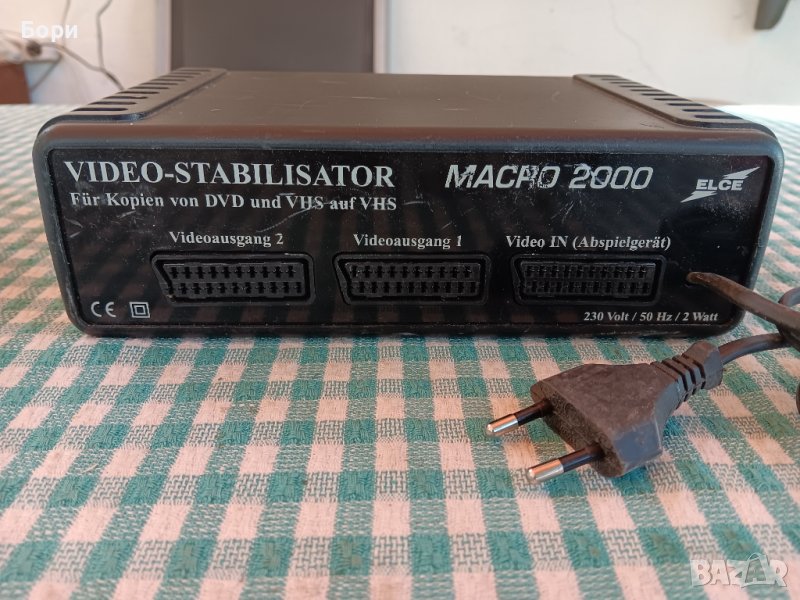 Бори
VIDEO-STABILISATOR
MACRO 2000
ELCE
Für Kopien von DVD und VHS auf VHS
Videoausgang 2
Videoausgang 1
Video IN (Abspielgerät)
CE
230 Volt / 50 Hz / 2 Watt
BAZAR